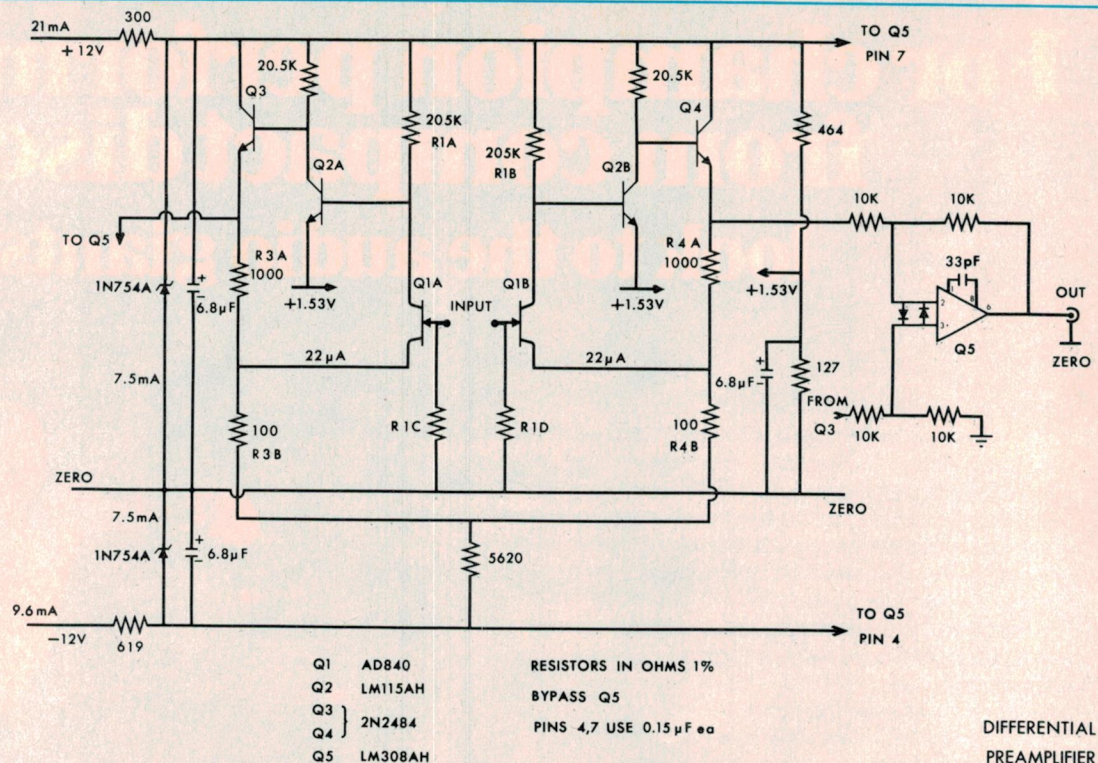 21mA
+12V
300
TO Q5
PIN 7
20.5K
Q3
205K
R1A
Q2A
205K
R1B
20.5K
Q4
Q2B
464
10K
10K
TO Q5
R3A
1000
1N754A
+
−
6.8µF
+1.53V
Q1A
INPUT
Q1B
+1.53V
R4A
1000
+1.53V
33pF
1
8
2
3
6
Q5
OUT
ZERO
22µA
22µA
7.5mA
+
6.8µF−
127
FROM
Q3
10K
10K
100
R3B
R1C
R1D
100
R4B
ZERO
ZERO
7.5mA
1N754A
+
−
6.8µF
5620
9.6mA
−12V
619
TO Q5
PIN 4
Q1 AD840
Q2 LM115AH
Q3
Q4
} 2N2484
Q5 LM308AH
RESISTORS IN OHMS 1%
BYPASS Q5
PINS 4,7 USE 0.15µF ea
DIFFERENTIAL
PREAMPLIFIER